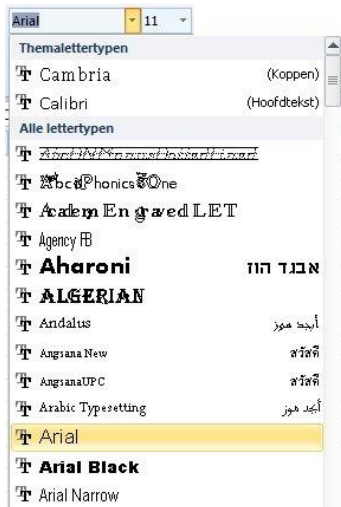 Arial 11
Themalettertypen
Cambria (Koppen)
Calibri (Hoofdtekst)
Alle lettertypen
AbcPhonicsOne
Academ Engraved LET
Agency FB
Aharoni אבגד הוז
ALGERIAN
Andalus أبجد هوز
Angsana New สวัสดี
AngsanaUPC สวัสดี
Arabic Typesetting أبجد هوز
Arial
Arial Black
Arial Narrow